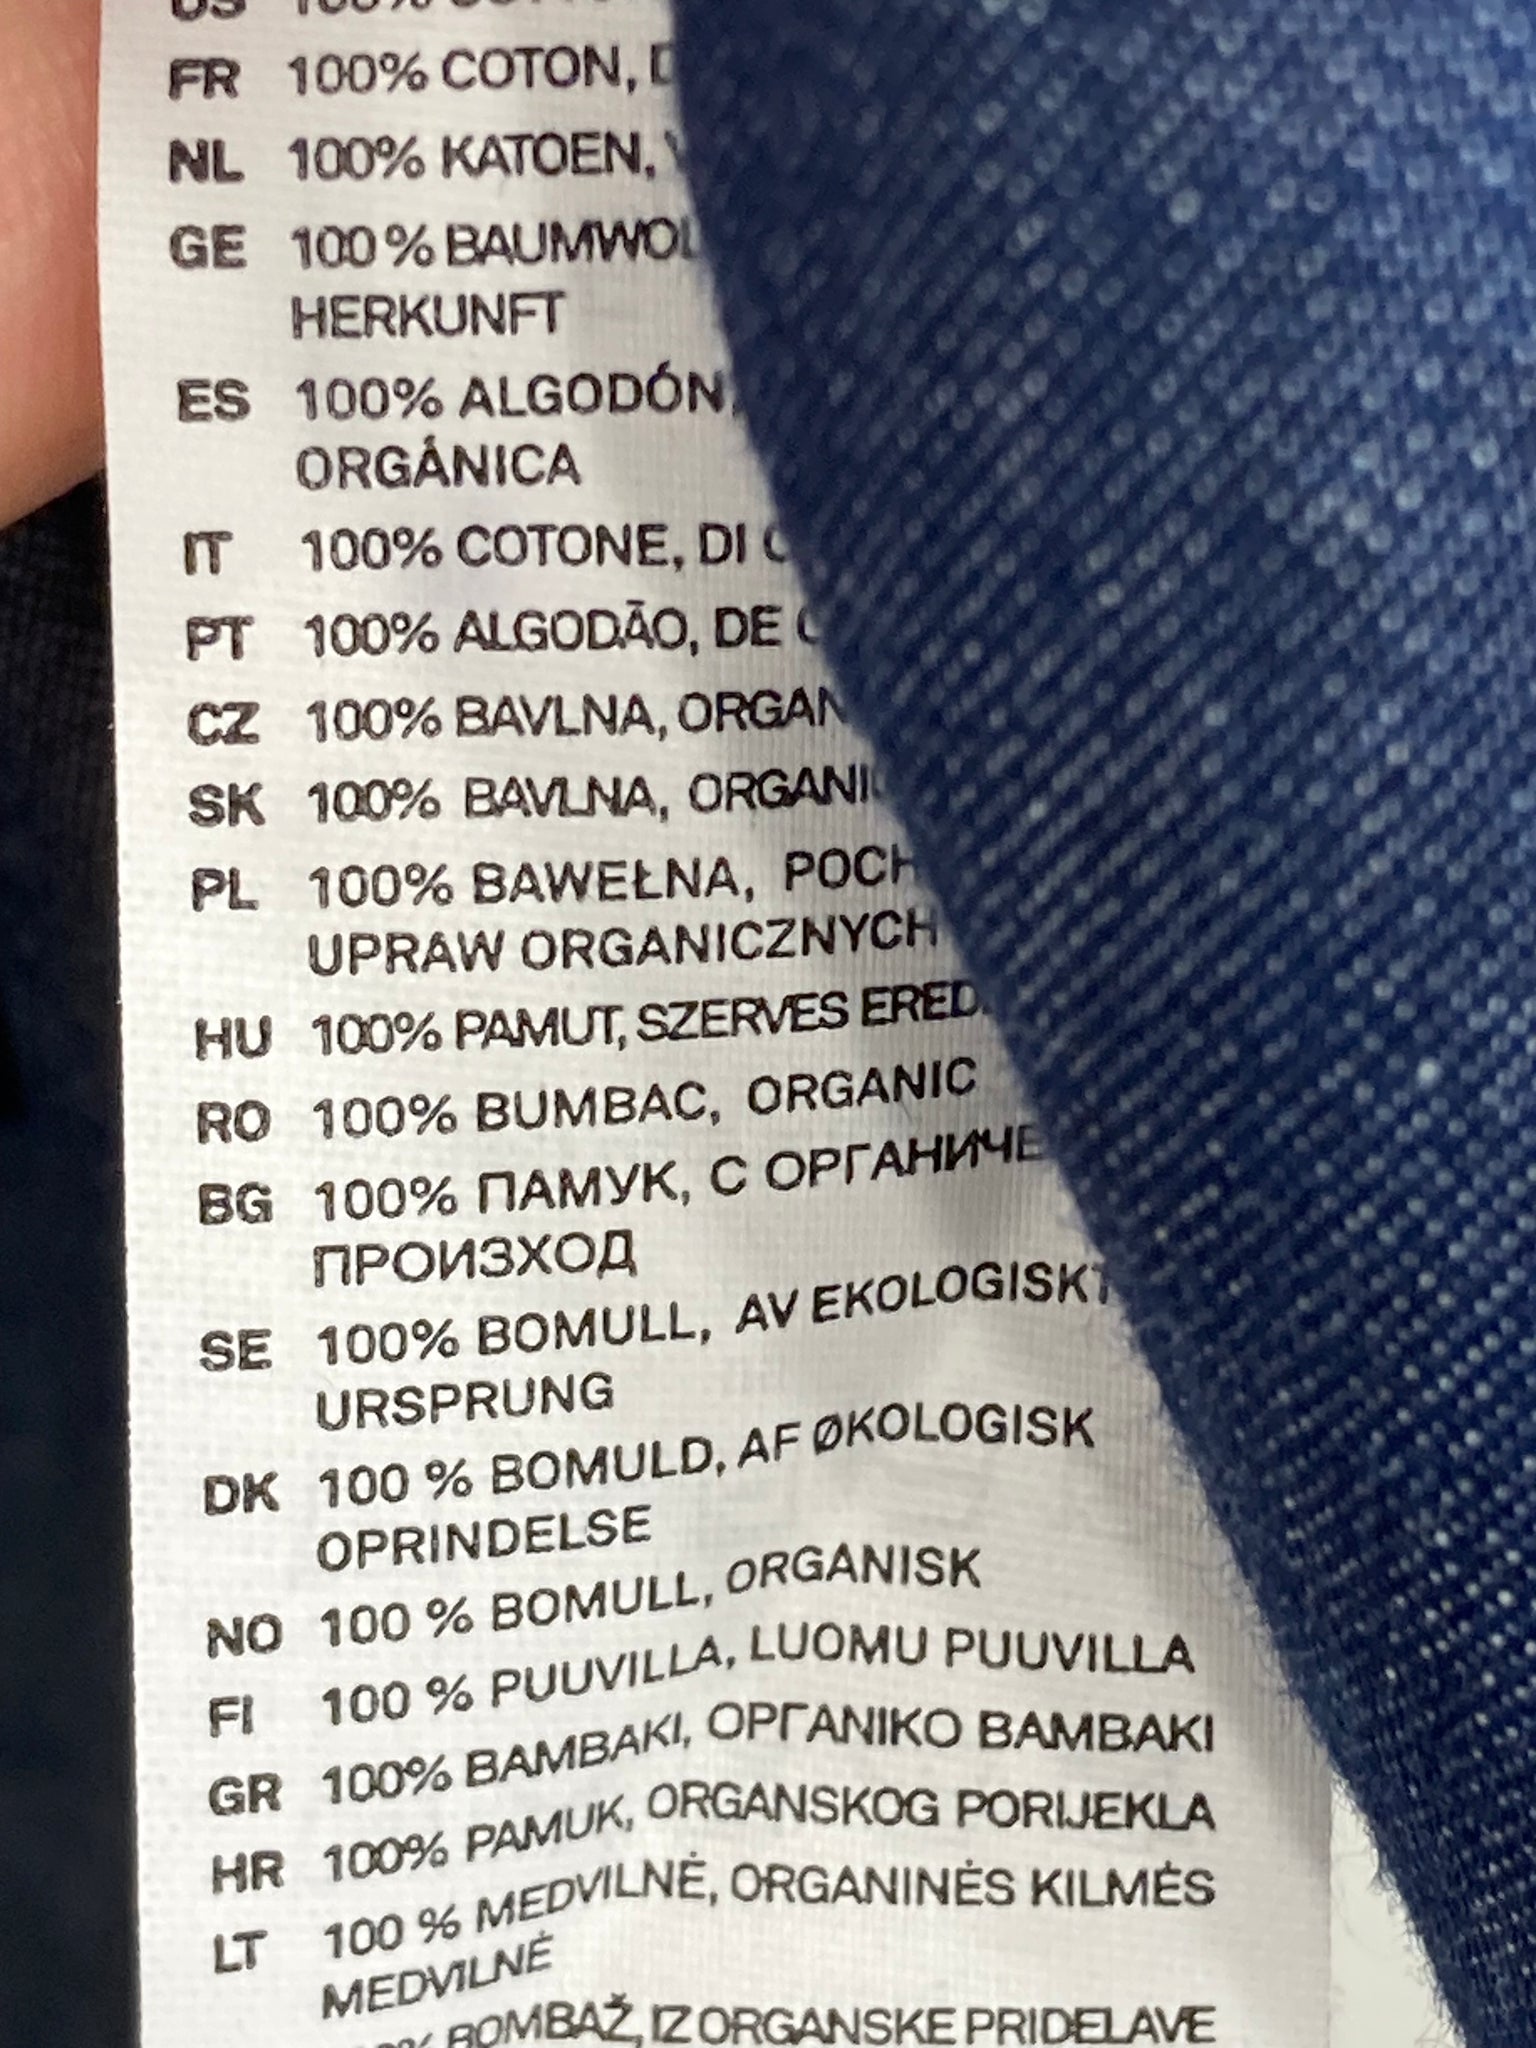 US 100%
FR 100% COTON,
NL 100% KATOEN,
GE 100 %
HERKUNFT
ES 100% ALGODÓN,
ORGÁNICA
IT 100% COTONE, DI
PT 100% ALGODÃO, DE
CZ 100% BAVLNA,
SK 100% BAVLNA,
PL 100% BAWEŁNA,
UPRAW ORGANICZNYCH
HU 100% PAMUT, SZERVES
RO 100% BUMBAC, ORGANIC
BG 100% ПАМУК, С
ПРОИЗХОД
SE 100% BOMULL, AV EKOLOGISKT
URSPRUNG
DK 100 % BOMULD, AF ØKOLOGISK
OPRINDELSE
NO 100 % BOMULL, ORGANISK
FI 100 % PUUVILLA, LUOMU PUUVILLA
GR 100% ΒΑΜΒΑΚΙ, ΟΡΓΑΝΙΚΟ ΒΑΜΒΑΚΙ
HR 100% PAMUK, ORGANSKOG PORIJEKLA
LT 100 % MEDVILNĖ, ORGANINĖS KILMĖS
MEDVILNĖ
BOMBAŽ, IZ ORGANSKE PRIDELAVE